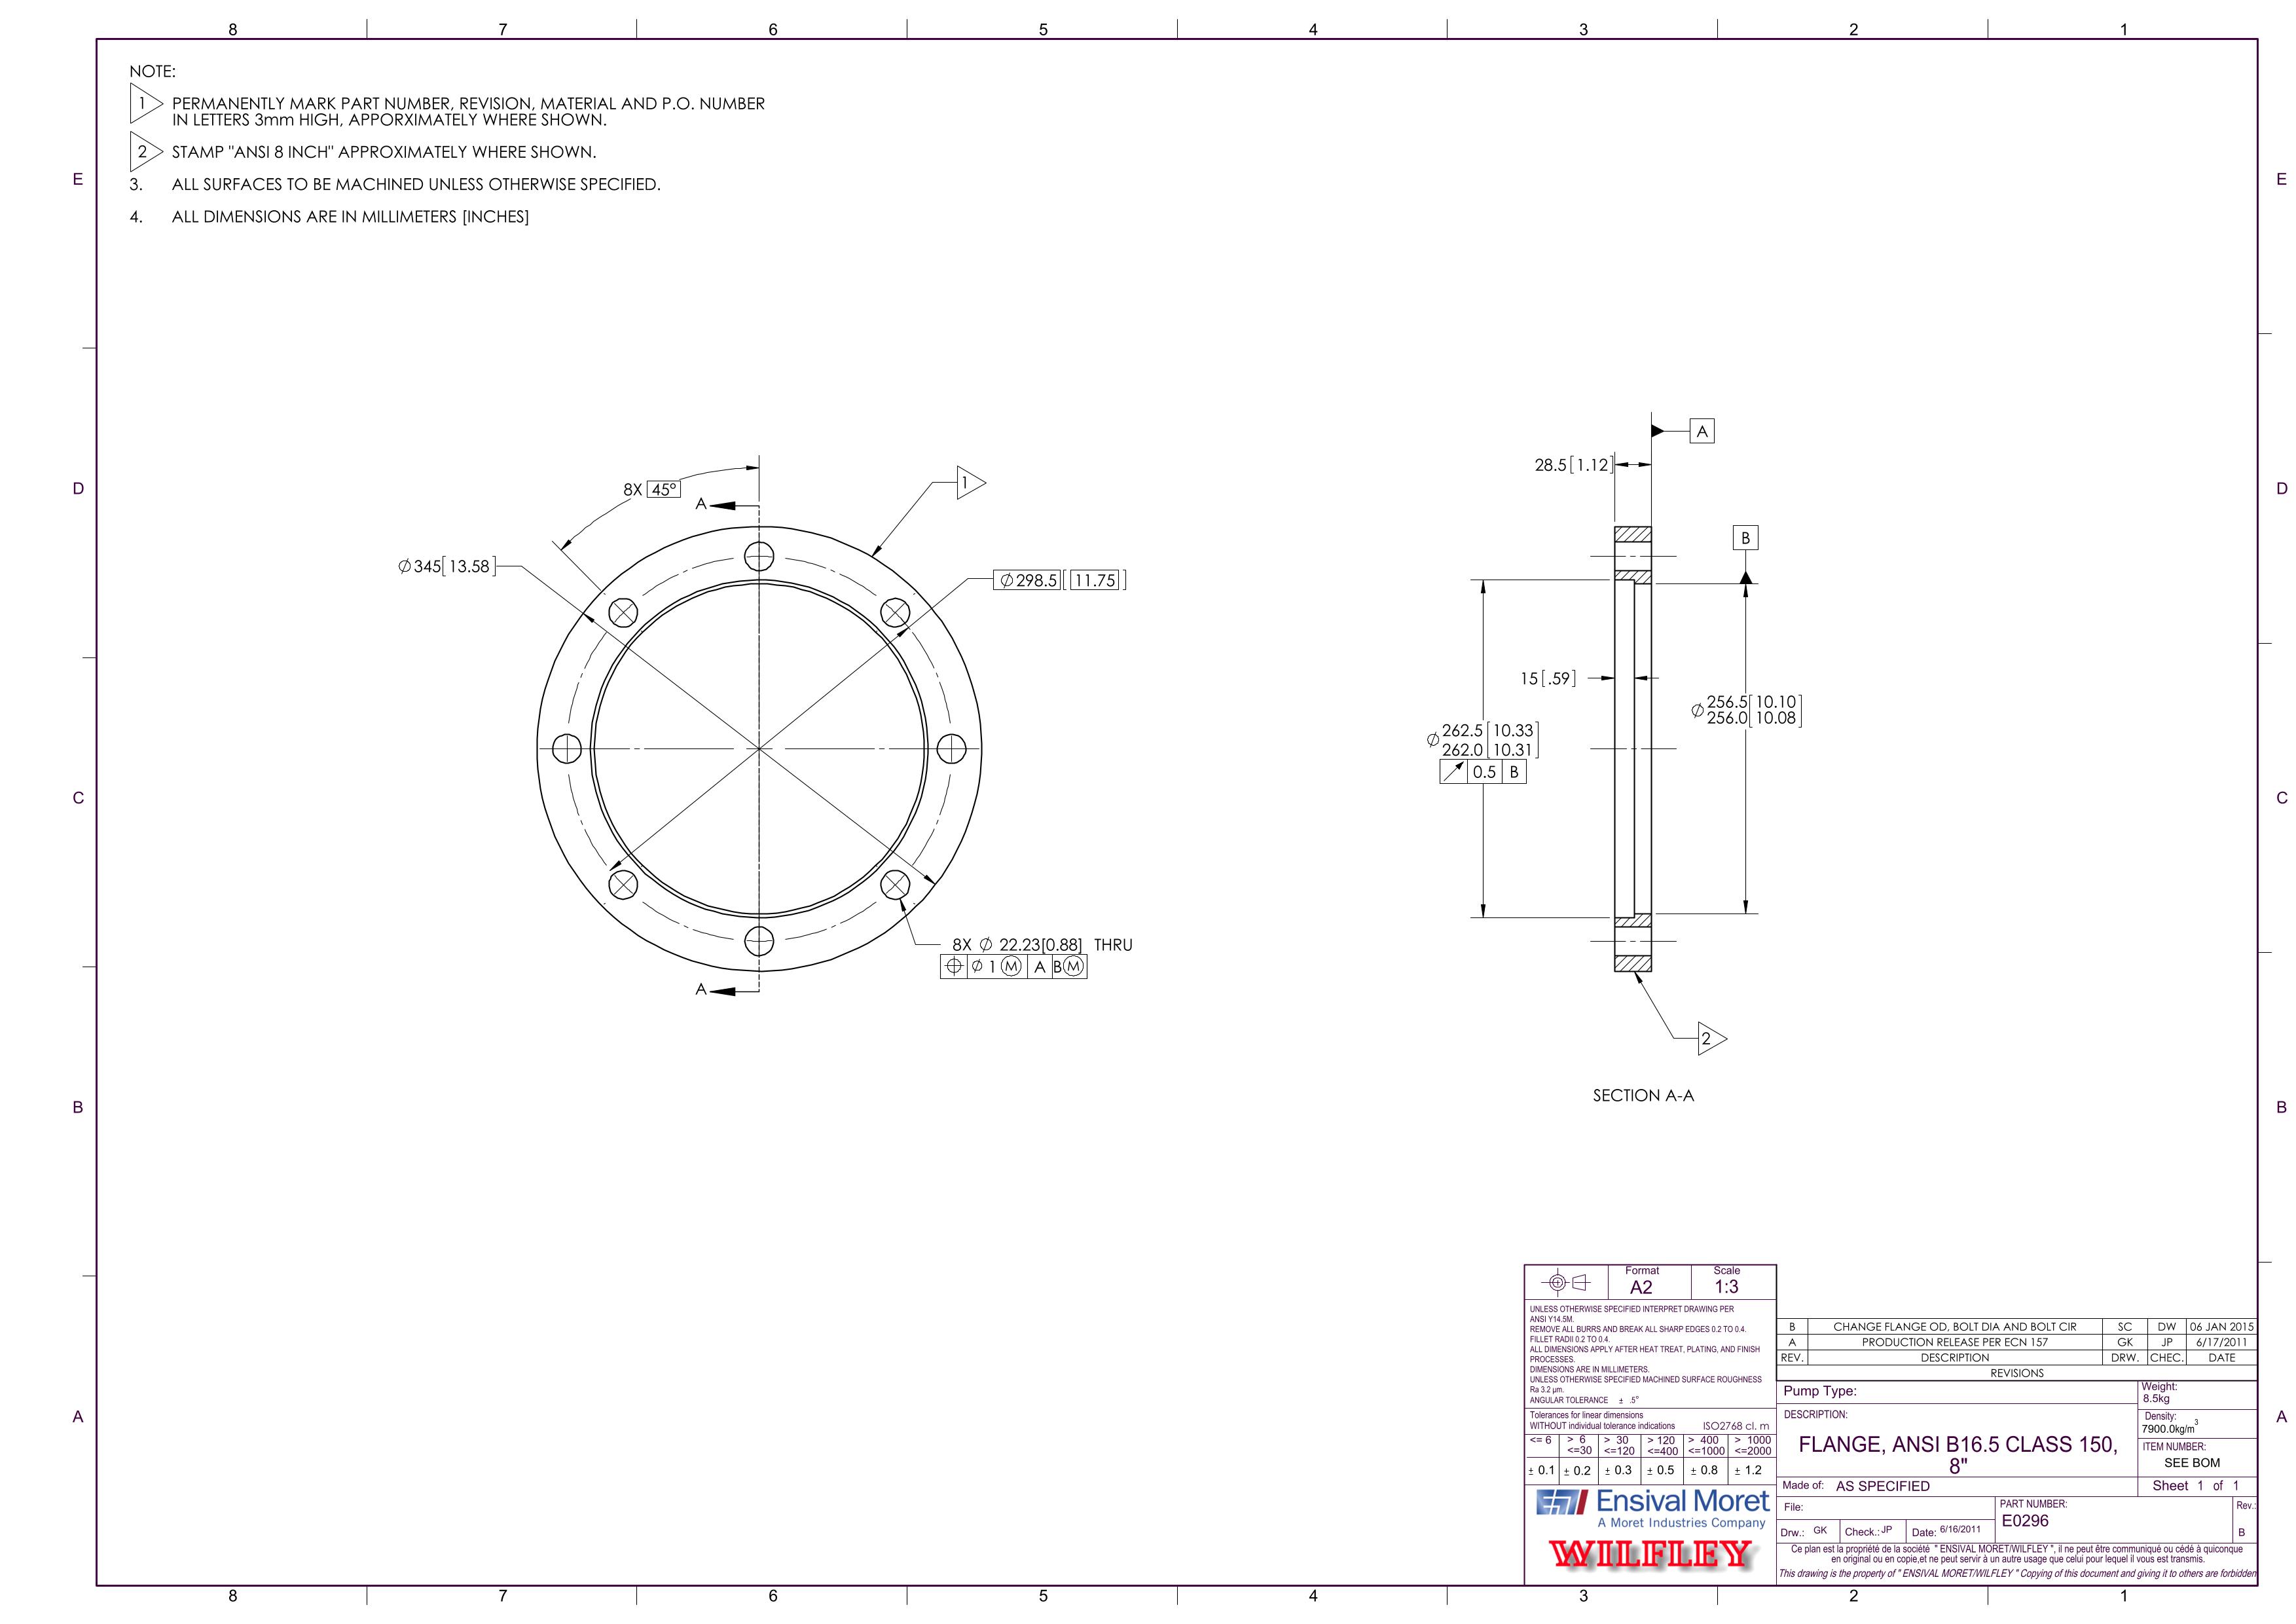 8 7 6 5 4 3 2 1
NOTE:
1 PERMANENTLY MARK PART NUMBER, REVISION, MATERIAL AND P.O. NUMBER
IN LETTERS 3mm HIGH, APPORXIMATELY WHERE SHOWN.
2 STAMP "ANSI 8 INCH" APPROXIMATELY WHERE SHOWN.
3. ALL SURFACES TO BE MACHINED UNLESS OTHERWISE SPECIFIED.
4. ALL DIMENSIONS ARE IN MILLIMETERS [INCHES]
E E
D D
C C
B B
A A
8X 45°
A
1
⌀345[13.58]
⌀298.5[11.75]
8X ⌀ 22.23[0.88] THRU
⌖ ⌀ 1 Ⓜ A BⓂ
A
A
28.5[1.12]
B
15[.59]
⌀ 256.5[10.10]
256.0[10.08]
⌀ 262.5[10.33]
262.0[10.31]
↗ 0.5 B
2
SECTION A-A
Format
A2
Scale
1:3
UNLESS OTHERWISE SPECIFIED INTERPRET DRAWING PER
ANSI Y14.5M.
REMOVE ALL BURRS AND BREAK ALL SHARP EDGES 0.2 TO 0.4.
FILLET RADII 0.2 TO 0.4.
ALL DIMENSIONS APPLY AFTER HEAT TREAT, PLATING, AND FINISH
PROCESSES.
DIMENSIONS ARE IN MILLIMETERS.
UNLESS OTHERWISE SPECIFIED MACHINED SURFACE ROUGHNESS
Ra 3.2 µm.
ANGULAR TOLERANCE ± .5°
Tolerances for linear dimensions
WITHOUT individual tolerance indications ISO2768 cl. m
<= 6 > 6 > 30 > 120 > 400 > 1000
<=30 <=120 <=400 <=1000 <=2000
± 0.1 ± 0.2 ± 0.3 ± 0.5 ± 0.8 ± 1.2
Ensival Moret
A Moret Industries Company
WILFLEY
B CHANGE FLANGE OD, BOLT DIA AND BOLT CIR SC DW 06 JAN 2015
A PRODUCTION RELEASE PER ECN 157 GK JP 6/17/2011
REV. DESCRIPTION DRW. CHEC. DATE
REVISIONS
Pump Type:
Weight:
8.5kg
DESCRIPTION:
FLANGE, ANSI B16.5 CLASS 150,
8"
Density:
7900.0kg/m3
ITEM NUMBER:
SEE BOM
Made of: AS SPECIFIED
Sheet 1 of 1
File:
PART NUMBER:
E0296
Rev.:
B
Drw.: GK Check.: JP Date: 6/16/2011
Ce plan est la propriété de la société " ENSIVAL MORET/WILFLEY ", il ne peut être communiqué ou cédé à quiconque
en original ou en copie,et ne peut servir à un autre usage que celui pour lequel il vous est transmis.
This drawing is the property of " ENSIVAL MORET/WILFLEY " Copying of this document and giving it to others are forbidden
8 7 6 5 4 3 2 1